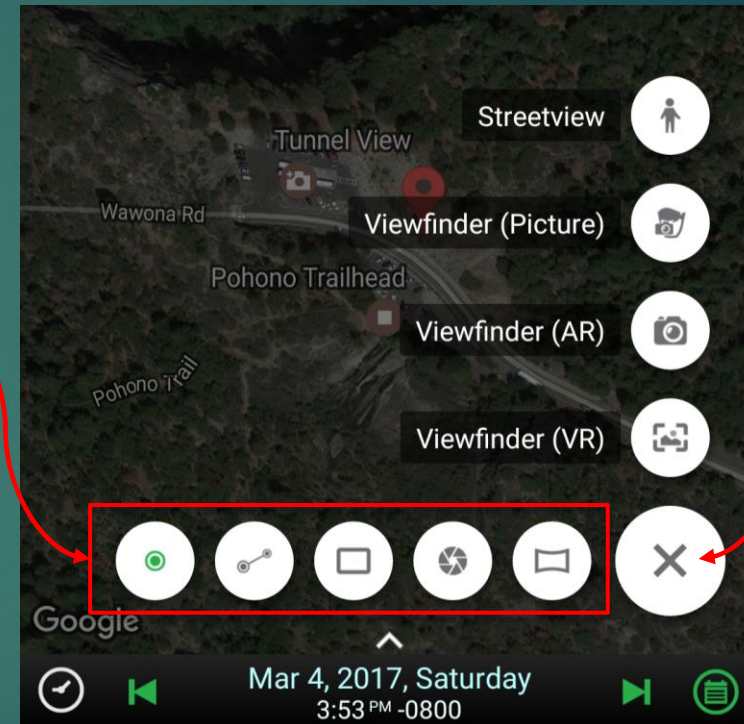 Streetview
Tunnel View
Wawona Rd
Viewfinder (Picture)
Pohono Trailhead
Viewfinder (AR)
Pohono Trail
Viewfinder (VR)
Google
Mar 4, 2017, Saturday
3:53 PM -0800